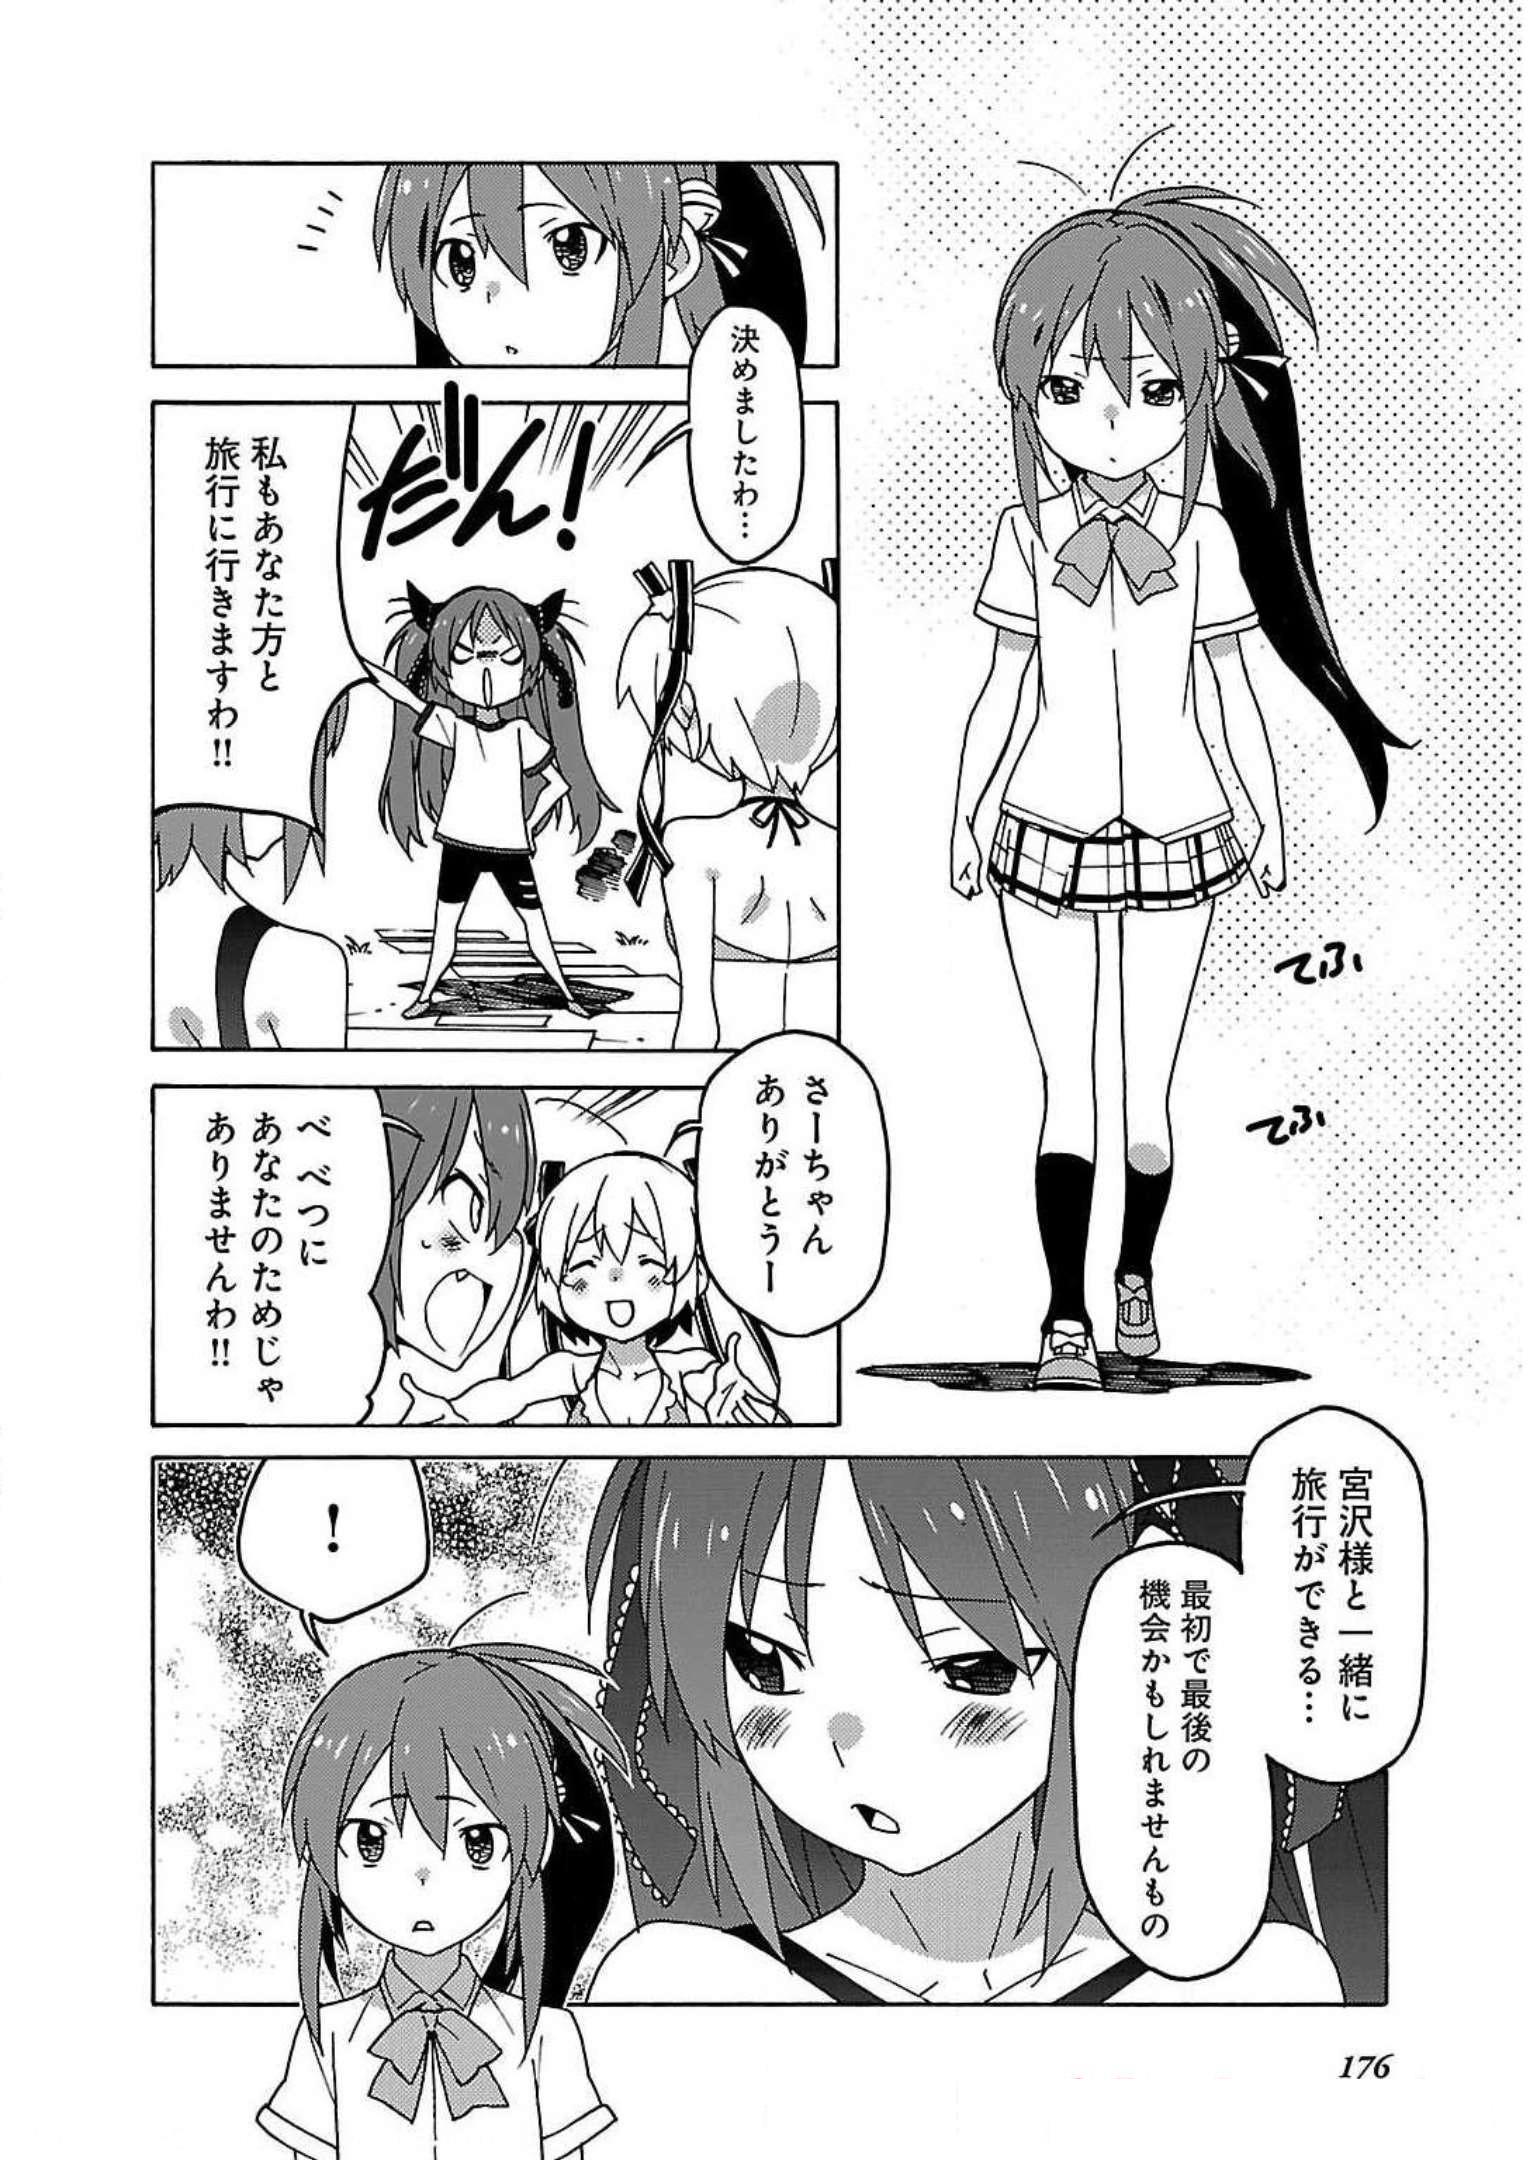 てふ
てふ
決めましたわ…
だん!
私もあなた方と
旅行に行きますわ!!
さーちゃん
ありがとうー
べ べつに
あなたのためじゃ
ありませんわ!!
宮沢様と一緒に
旅行ができる…
最初で最後の
機会かもしれませんもの
!
176